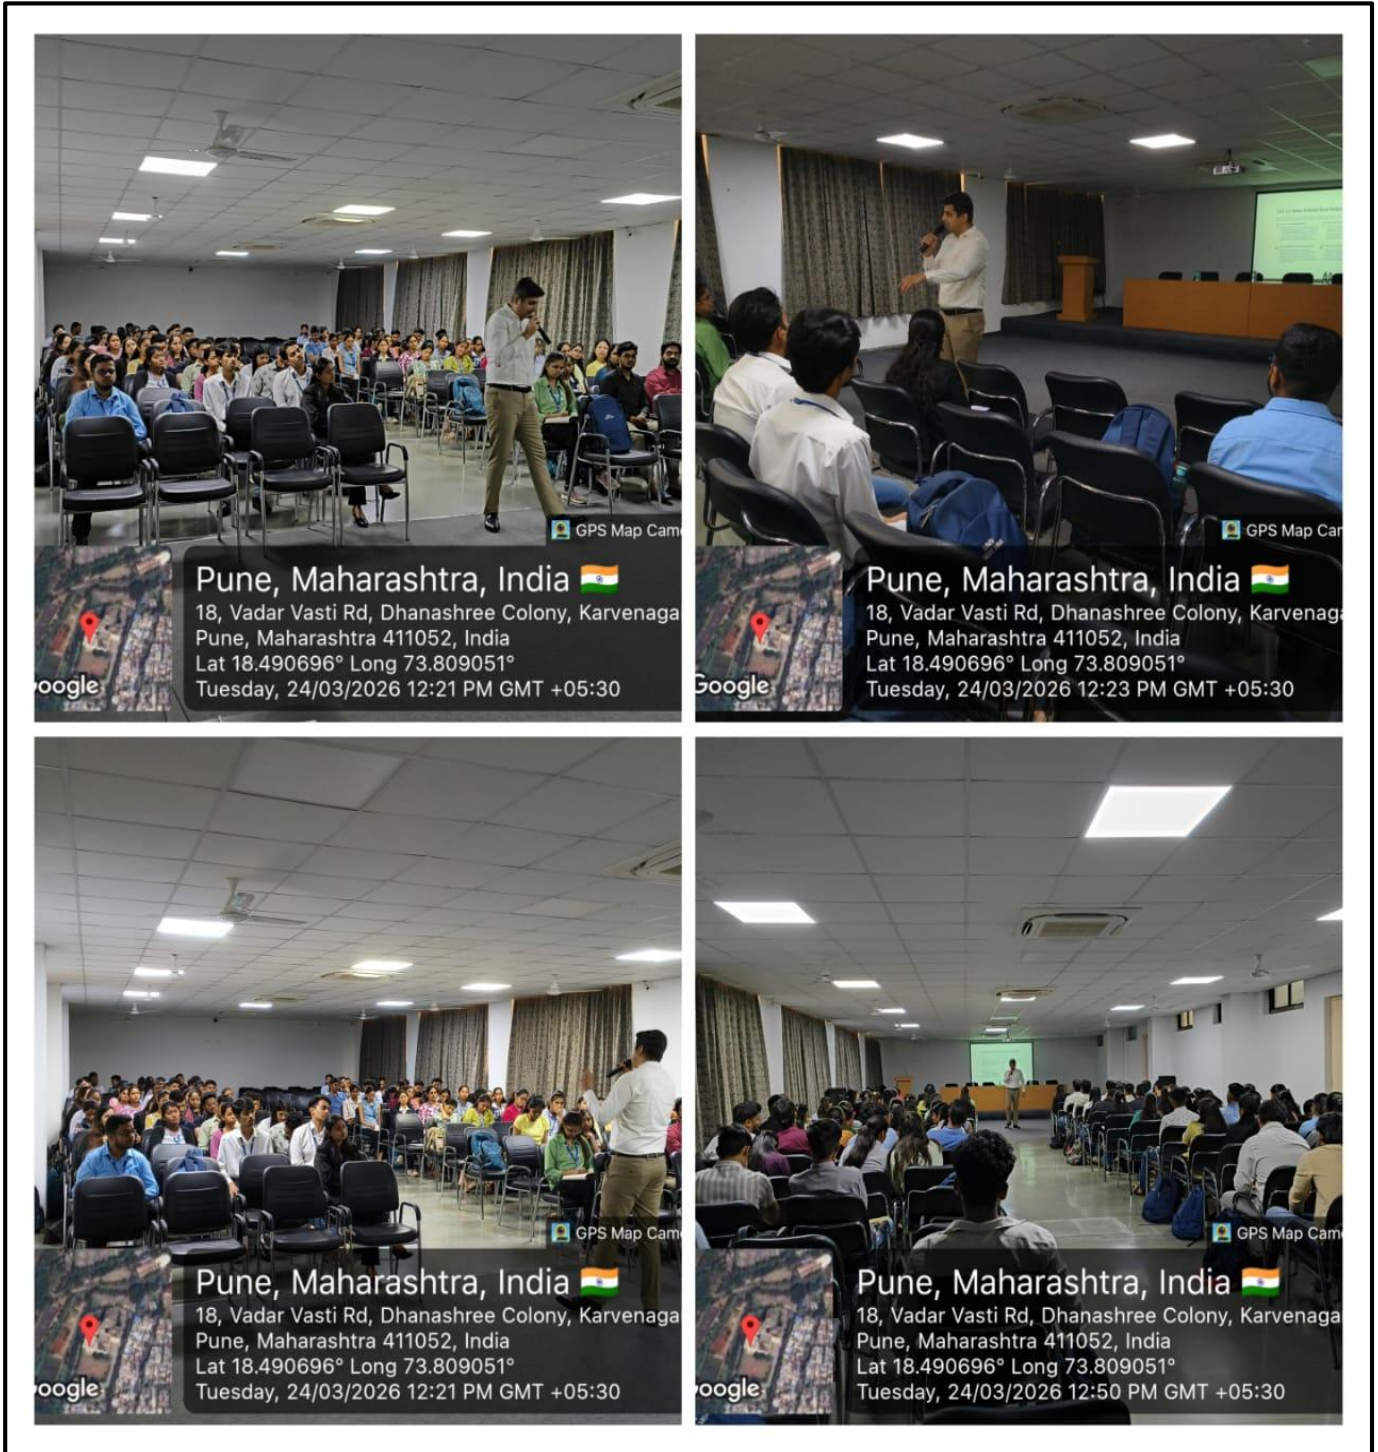 GPS Map Cam
Pune, Maharashtra, India
18, Vadar Vasti Rd, Dhanashree Colony, Karvenaga
Pune, Maharashtra 411052, India
Lat 18.490696° Long 73.809051°
Tuesday, 24/03/2026 12:21 PM GMT +05:30
oogle
GPS Map Cam
Pune, Maharashtra, India
18, Vadar Vasti Rd, Dhanashree Colony, Karvenaga
Pune, Maharashtra 411052, India
Lat 18.490696° Long 73.809051°
Tuesday, 24/03/2026 12:23 PM GMT +05:30
Google
GPS Map Cam
Pune, Maharashtra, India
18, Vadar Vasti Rd, Dhanashree Colony, Karvenaga
Pune, Maharashtra 411052, India
Lat 18.490696° Long 73.809051°
Tuesday, 24/03/2026 12:21 PM GMT +05:30
oogle
GPS Map Cam
Pune, Maharashtra, India
18, Vadar Vasti Rd, Dhanashree Colony, Karvenaga
Pune, Maharashtra 411052, India
Lat 18.490696° Long 73.809051°
Tuesday, 24/03/2026 12:50 PM GMT +05:30
oogle